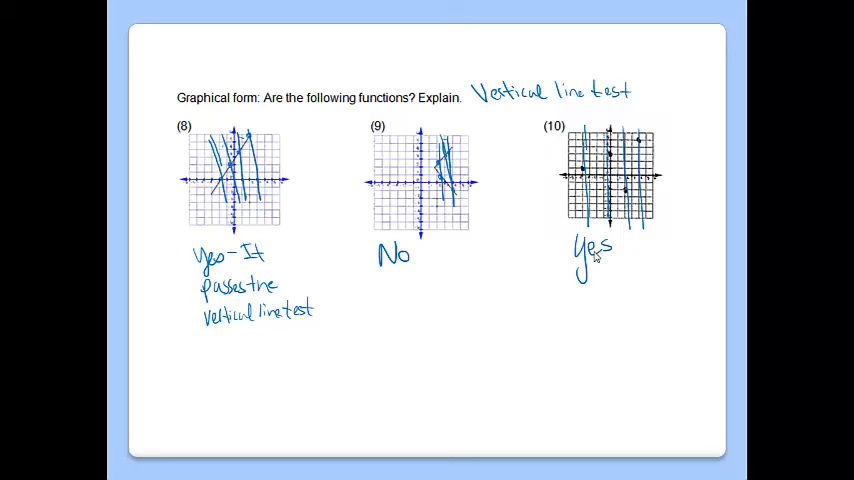 Graphical form: Are the following functions? Explain. Vertical line test
(8) (9) (10)
Yes - It
passes the
vertical line test
No
Yes